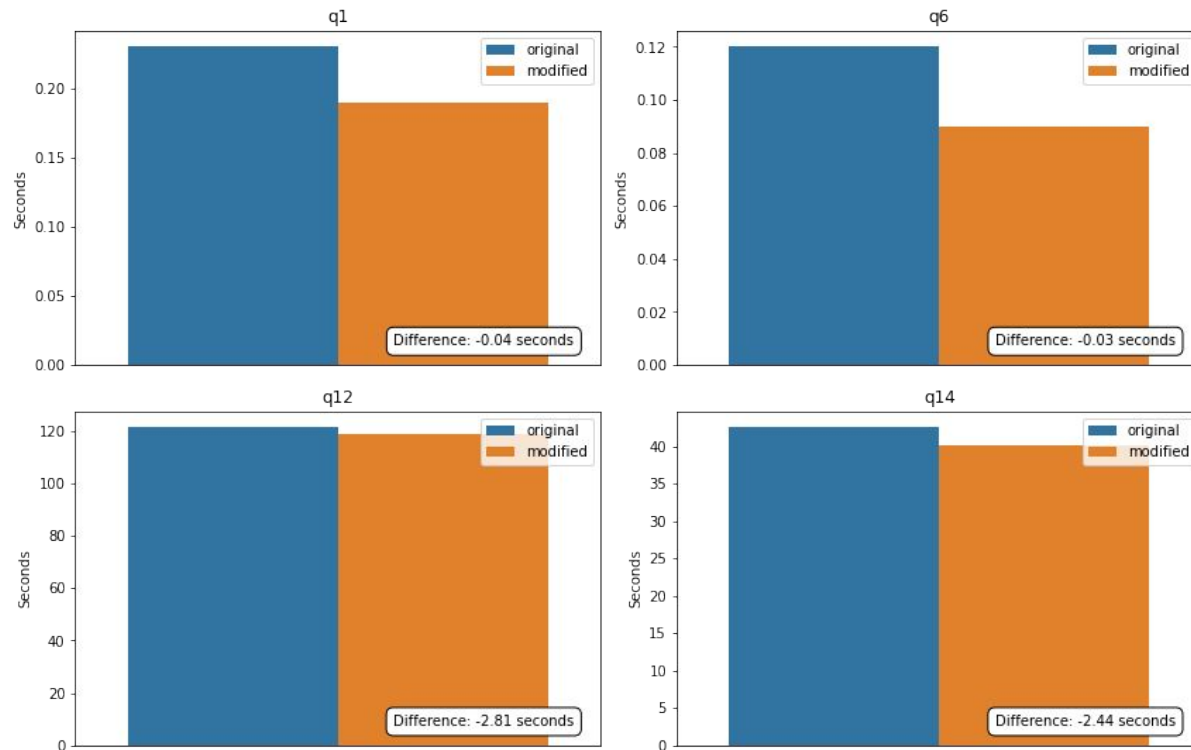 q1
original
modified
Seconds
0.20
0.15
0.10
0.05
0.00
Difference: -0.04 seconds
q6
original
modified
Seconds
0.12
0.10
0.08
0.06
0.04
0.02
0.00
Difference: -0.03 seconds
q12
original
modified
Seconds
120
100
80
60
40
20
0
Difference: -2.81 seconds
q14
original
modified
Seconds
40
35
30
25
20
15
10
5
0
Difference: -2.44 seconds